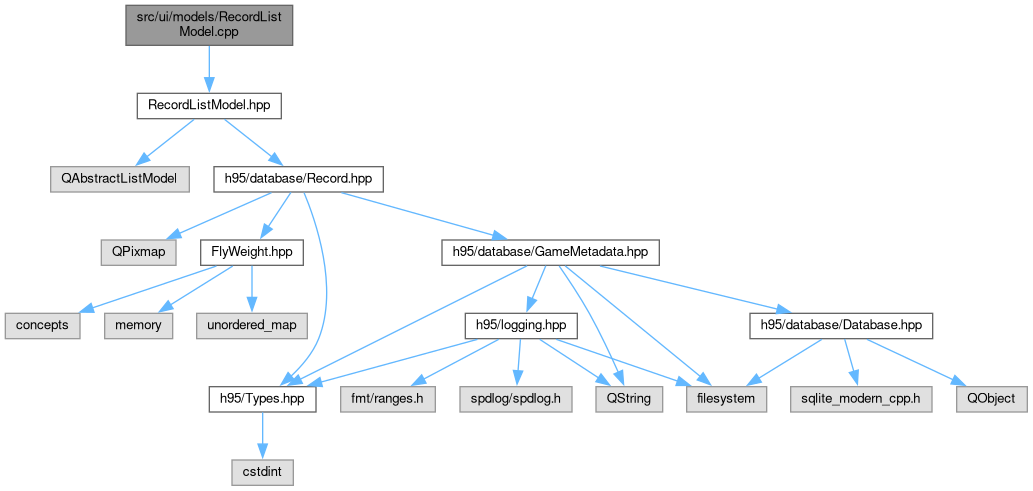 src/ui/models/RecordList
Model.cpp
RecordListModel.hpp
QAbstractListModel
h95/database/Record.hpp
QPixmap
FlyWeight.hpp
h95/database/GameMetadata.hpp
concepts
memory
unordered_map
h95/logging.hpp
h95/database/Database.hpp
h95/Types.hpp
fmt/ranges.h
spdlog/spdlog.h
QString
filesystem
sqlite_modern_cpp.h
QObject
cstdint